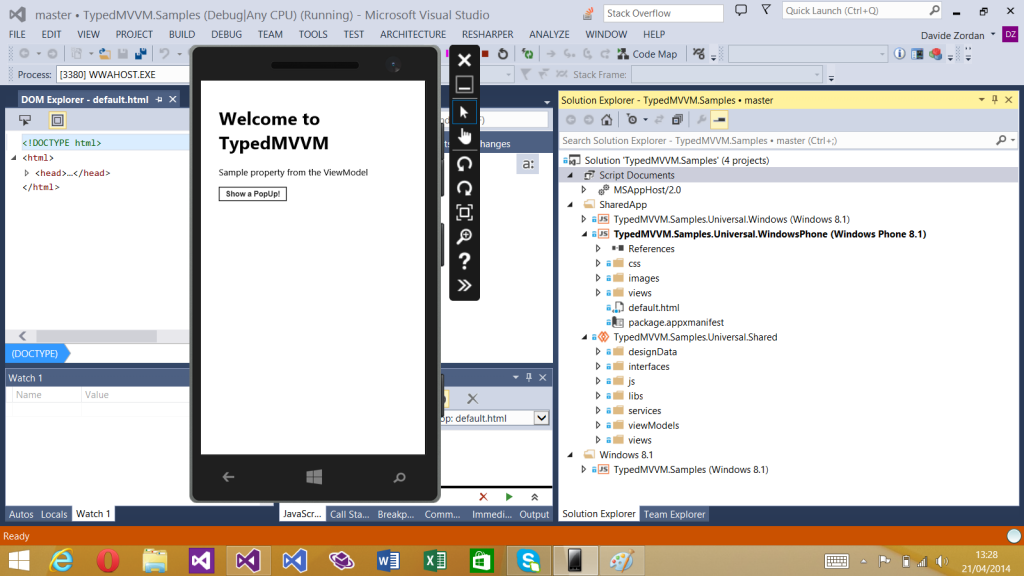 master • TypedMVVM.Samples (Debug|Any CPU) (Running) - Microsoft Visual Studio
Stack Overflow
Quick Launch (Ctrl+Q)
FILE EDIT VIEW PROJECT BUILD DEBUG TEAM TOOLS TEST ARCHITECTURE RESHARPER ANALYZE WINDOW HELP
Davide Zordan DZ
Code Map
Process: [3380] WWAHOST.EXE
Stack Frame:
DOM Explorer - default.html
<!DOCTYPE html>
<html>
<head>...</head>
</html>
(DOCTYPE)
Watch 1
Name Value
Autos Locals Watch 1
Welcome to
TypedMVVM
Sample property from the ViewModel
Show a PopUp!
hanges
a:
op: default.html
JavaScr... Call Sta... Breakp... Comm... Immedi... Output
Solution Explorer - TypedMVVM.Samples • master
Search Solution Explorer - TypedMVVM.Samples • master (Ctrl+;)
Solution 'TypedMVVM.Samples' (4 projects)
Script Documents
MSAppHost/2.0
SharedApp
JS TypedMVVM.Samples.Universal.Windows (Windows 8.1)
JS TypedMVVM.Samples.Universal.WindowsPhone (Windows Phone 8.1)
References
css
images
views
default.html
package.appxmanifest
TypedMVVM.Samples.Universal.Shared
designData
interfaces
js
libs
services
viewModels
views
Windows 8.1
JS TypedMVVM.Samples (Windows 8.1)
Solution Explorer Team Explorer
Ready
13:28
21/04/2014